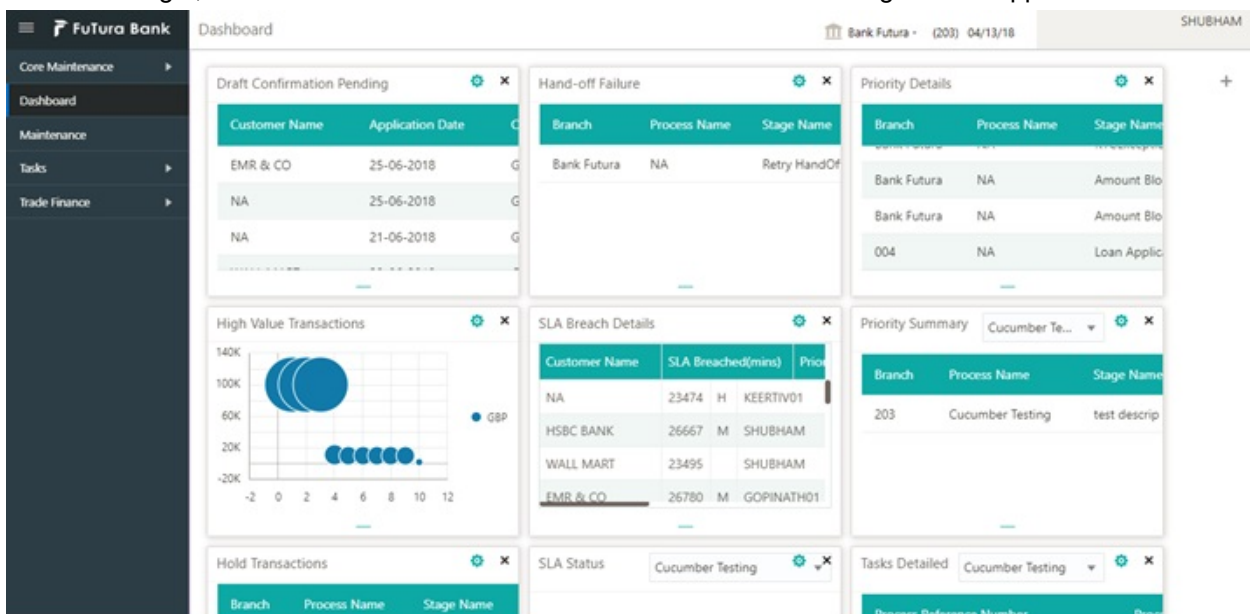 SHUBHAM
FuTura Bank
Dashboard
Bank Futura - (203) 04/13/18
Core Maintenance
Dashboard
Maintenance
Tasks
Trade Finance
Draft Confirmation Pending
Customer Name Application Date C
EMR & CO 25-06-2018 G
NA 25-06-2018 G
NA 21-06-2018 G
Hand-off Failure
Branch Process Name Stage Name
Bank Futura NA Retry HandOf
Priority Details
Branch Process Name Stage Name
Bank Futura NA Amount Blo
Bank Futura NA Amount Blo
004 NA Loan Applic
High Value Transactions
140K
100K
60K
20K
-20K
-2 0 2 4 6 8 10 12
GBP
SLA Breach Details
Customer Name SLA Breached(mins) Prior
NA 23474 H KEERTIV01
HSBC BANK 26667 M SHUBHAM
WALL MART 23495 SHUBHAM
EMR & CO 26780 M GOPINATH01
Priority Summary Cucumber Te...
Branch Process Name Stage Name
203 Cucumber Testing test descrip
Hold Transactions
Branch Process Name Stage Name
SLA Status Cucumber Testing
Tasks Detailed Cucumber Testing
Process Reference Number